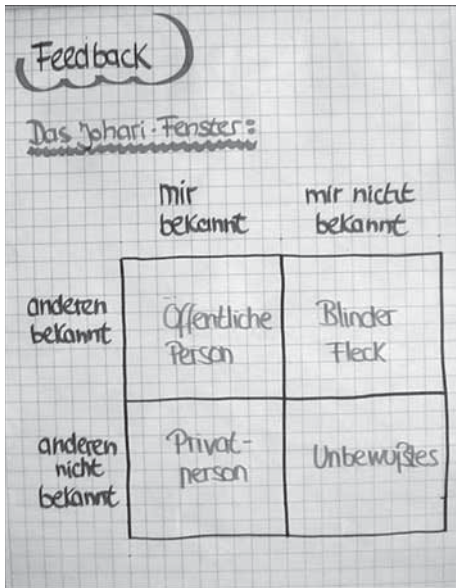 Feedback
Das Johari-Fenster:
mir
bekannt
mir nicht
bekannt
anderen
bekannt
Öffentliche
Person
Blinder
Fleck
anderen
nicht
bekannt
Privat-
person
Unbewußtes